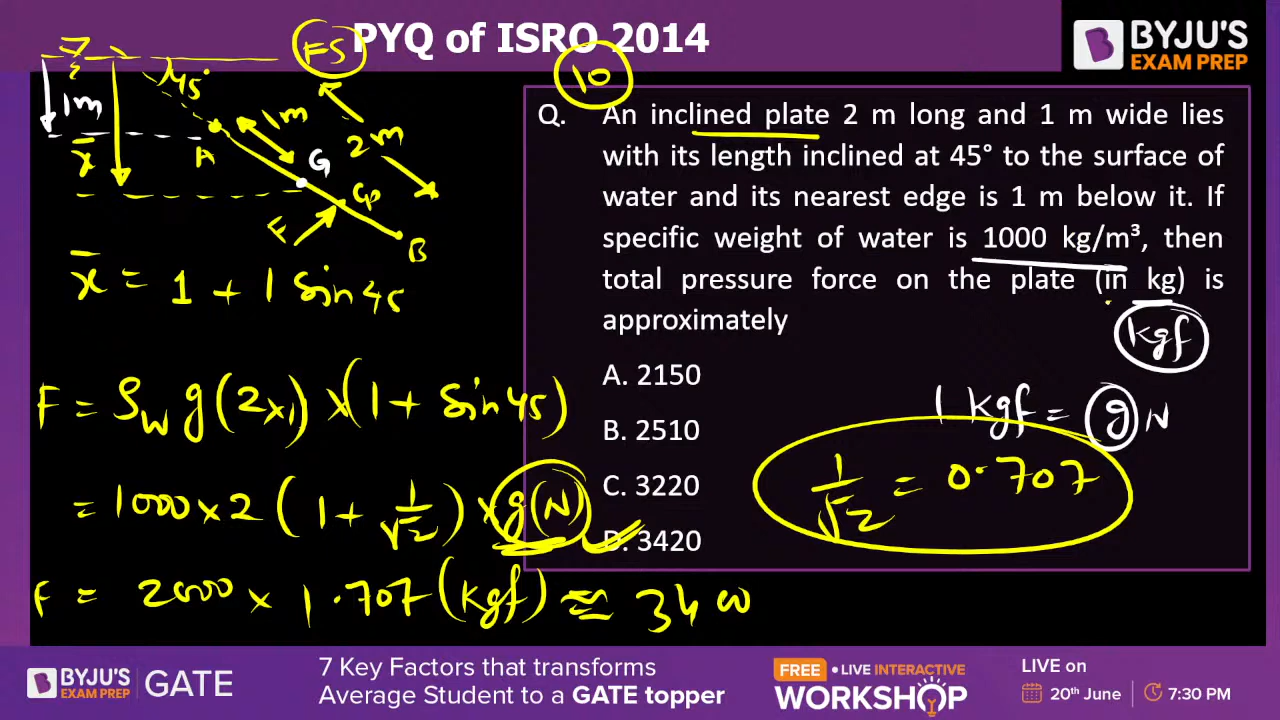 PYQ of ISRO 2014
BYJU'S
EXAM PREP
FS
10
45°
1m
x̄
A
1m
2m
G
CP
F
B
x̄ = 1 + 1 Sin45
F = ρw g(2×1) × (1 + Sin 45)
= 1000 × 2 (1 + 1/√2) × g(N)
F = 2000 × 1.707 (kgf) ≅ 3400
Q. An inclined plate 2 m long and 1 m wide lies
with its length inclined at 45° to the surface of
water and its nearest edge is 1 m below it. If
specific weight of water is 1000 kg/m³, then
total pressure force on the plate (in kg) is
approximately
kgf
A. 2150
B. 2510
C. 3220
D. 3420
1 kgf = g N
1/√2 = 0.707
BYJU'S
EXAM PREP
GATE
7 Key Factors that transforms
Average Student to a GATE topper
FREE • LIVE INTERACTIVE
WORKSHOP
LIVE on
20th June
7:30 PM